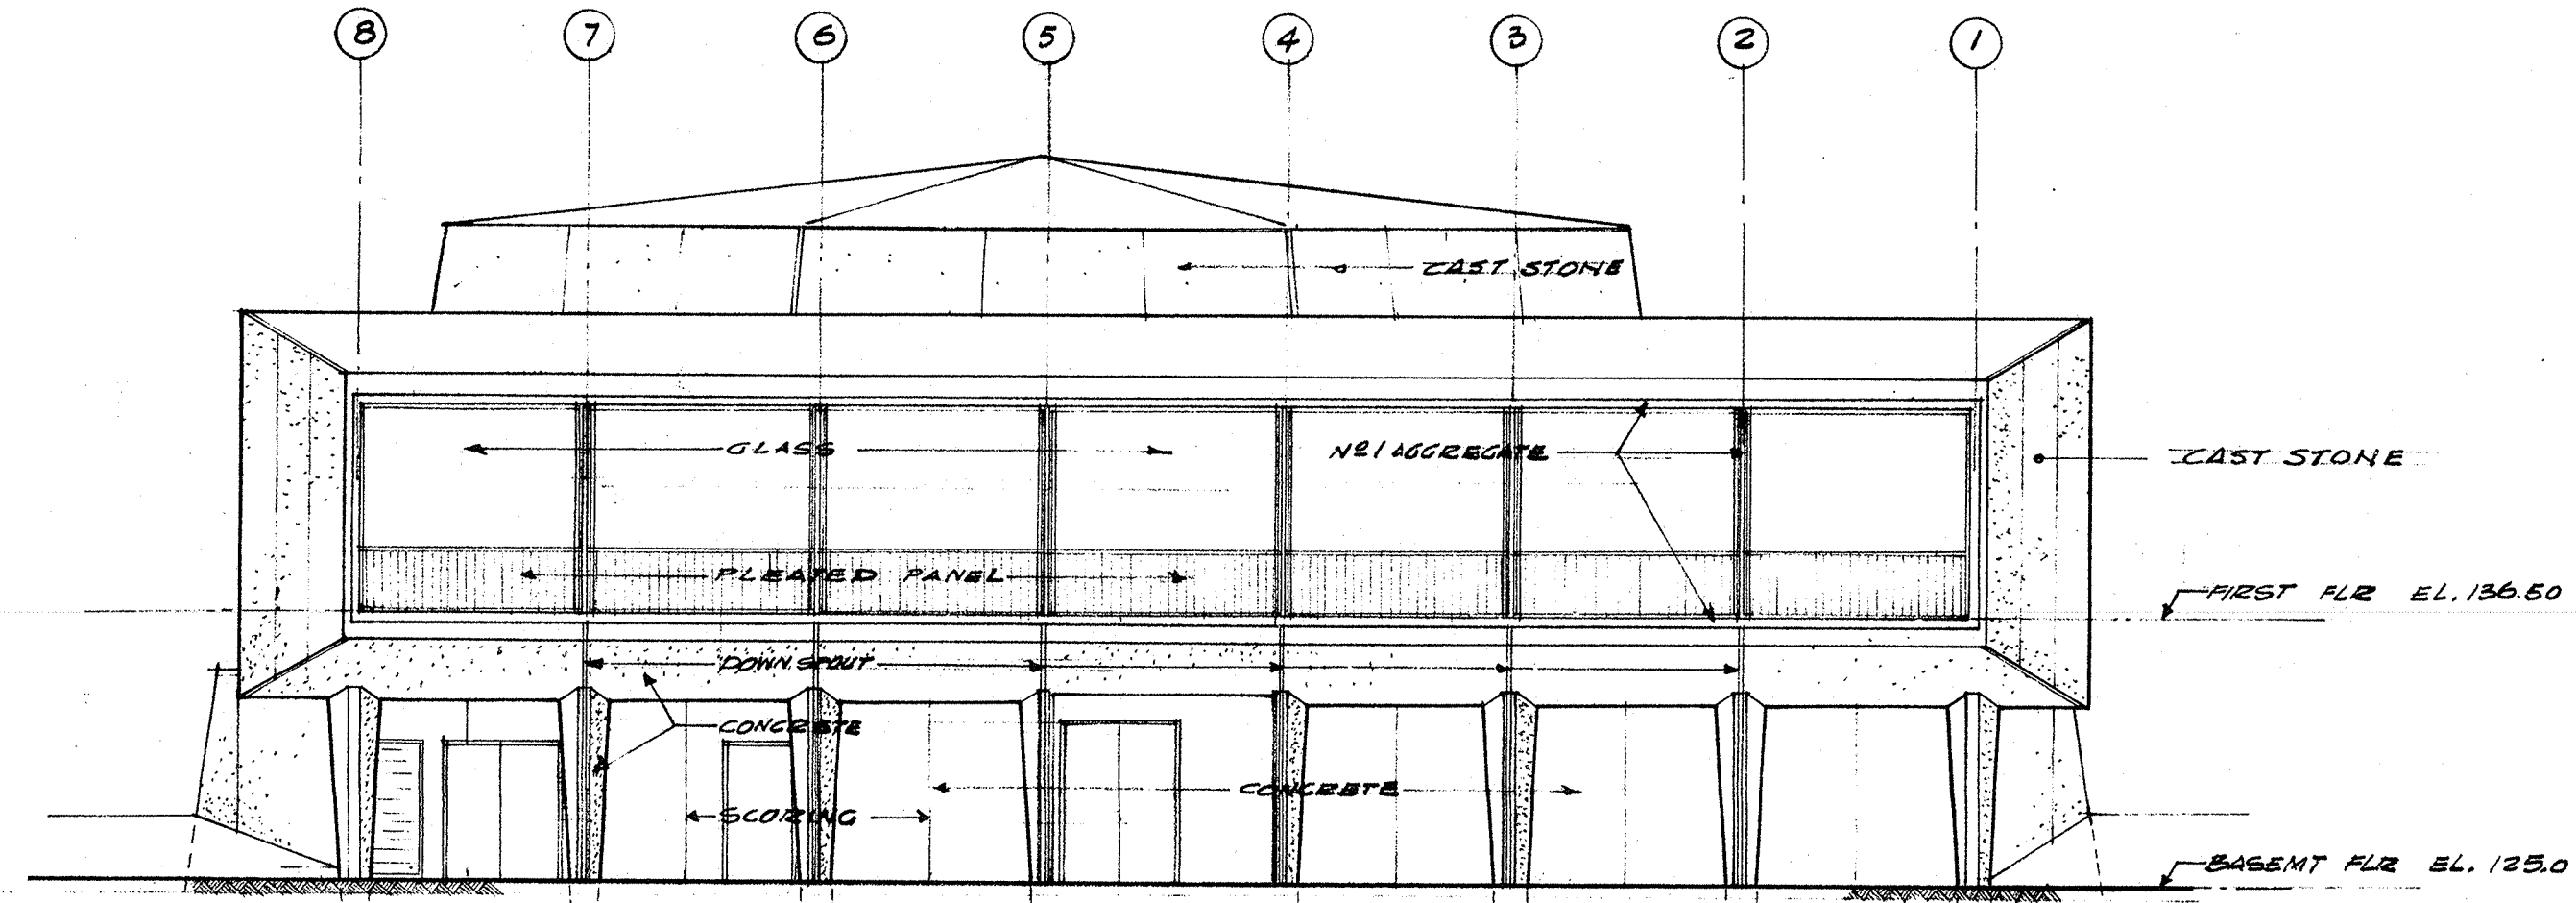 8 7 6 5 4 3 2 1
CAST STONE
GLASS
Nº1 AGGREGATE
CAST STONE
PLEATED PANEL
FIRST FLR EL. 136.50
DOWN SPOUT
CONCRETE
CONCRETE
SCORING
BASEMT FLR EL. 125.0